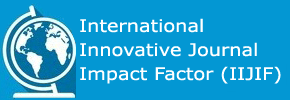 International
Innovative Journal
Impact Factor (IIJIF)